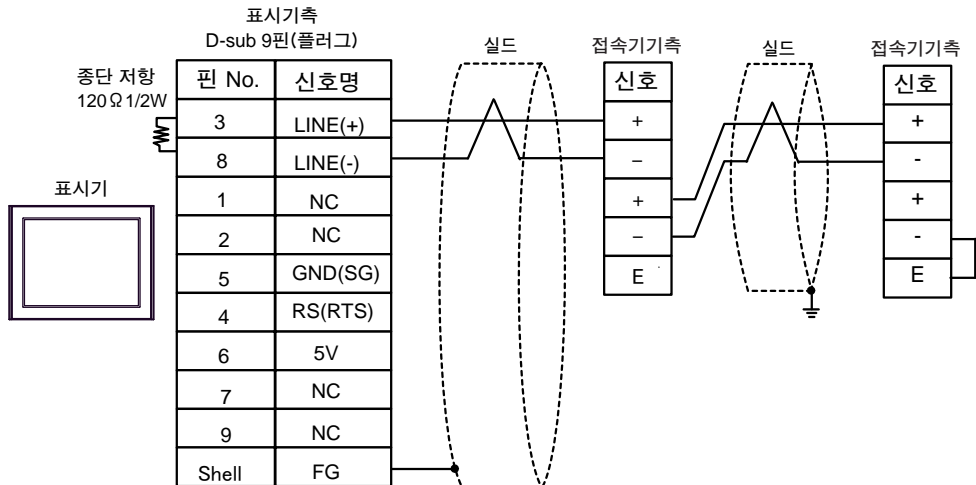 표시기측
D-sub 9핀(플러그)
종단 저항
120Ω1/2W
표시기
핀 No. 신호명
3 LINE(+)
8 LINE(-)
1 NC
2 NC
5 GND(SG)
4 RS(RTS)
6 5V
7 NC
9 NC
Shell FG
실드
접속기기측
신호
+
–
+
–
E
실드
접속기기측
신호
+
-
+
-
E